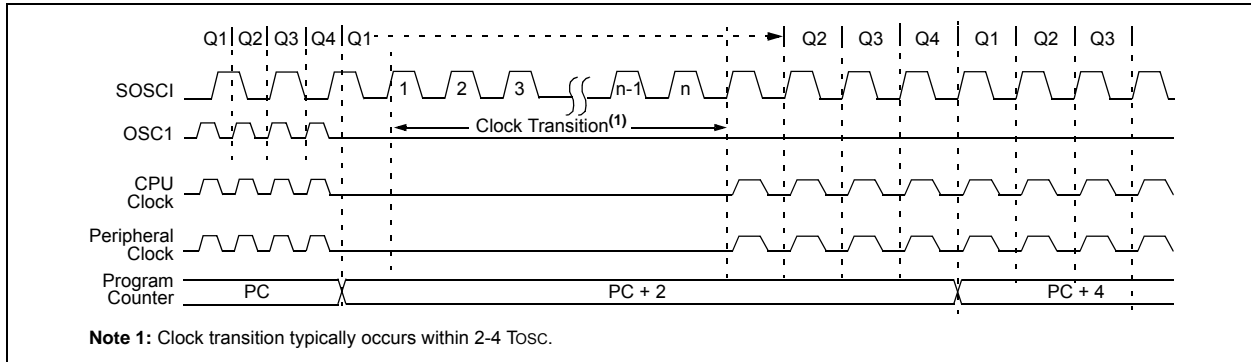 Q1 Q2 Q3 Q4 Q1 Q2 Q3 Q4 Q1 Q2 Q3
SOSCI
1 2 3 n-1 n
OSC1
Clock Transition(1)
CPU
Clock
Peripheral
Clock
Program
Counter
PC PC + 2 PC + 4
Note 1: Clock transition typically occurs within 2-4 TOSC.